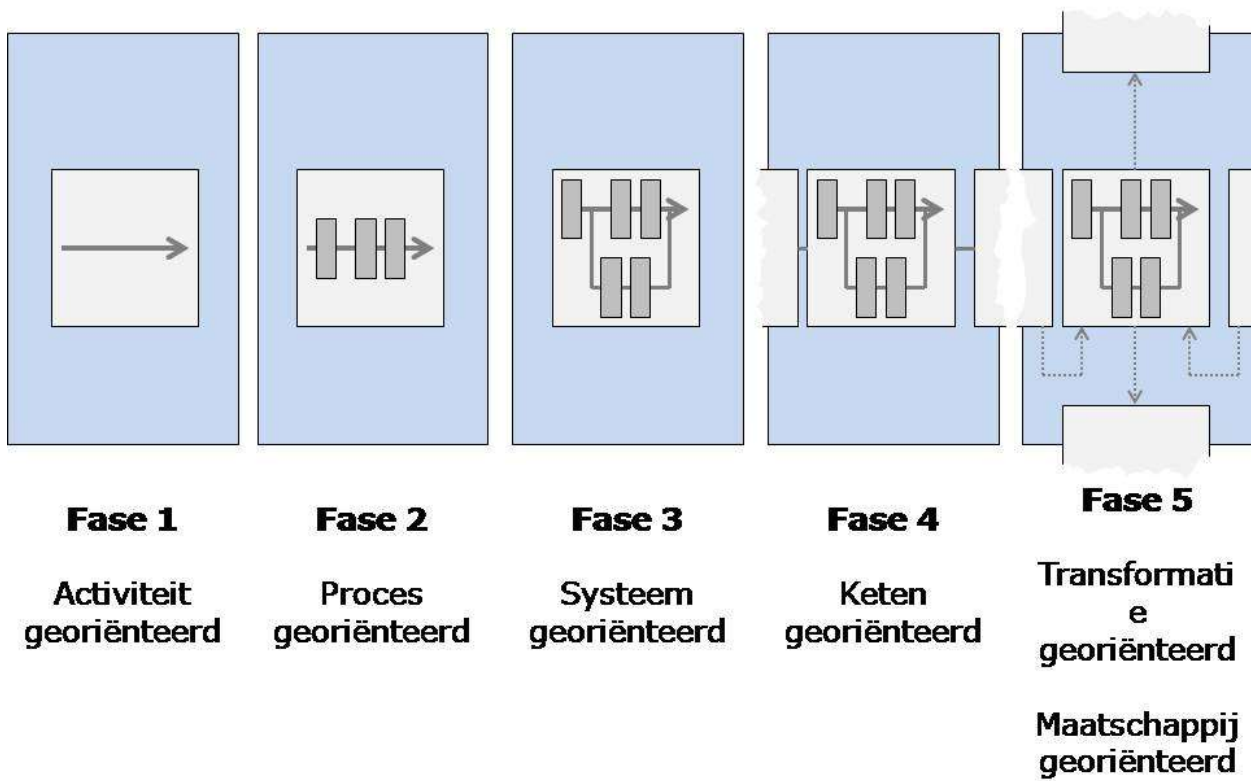 Fase 1
Activiteit
georiënteerd
Fase 2
Proces
georiënteerd
Fase 3
Systeem
georiënteerd
Fase 4
Keten
georiënteerd
Fase 5
Transformati
e
georiënteerd
Maatschappij
georiënteerd